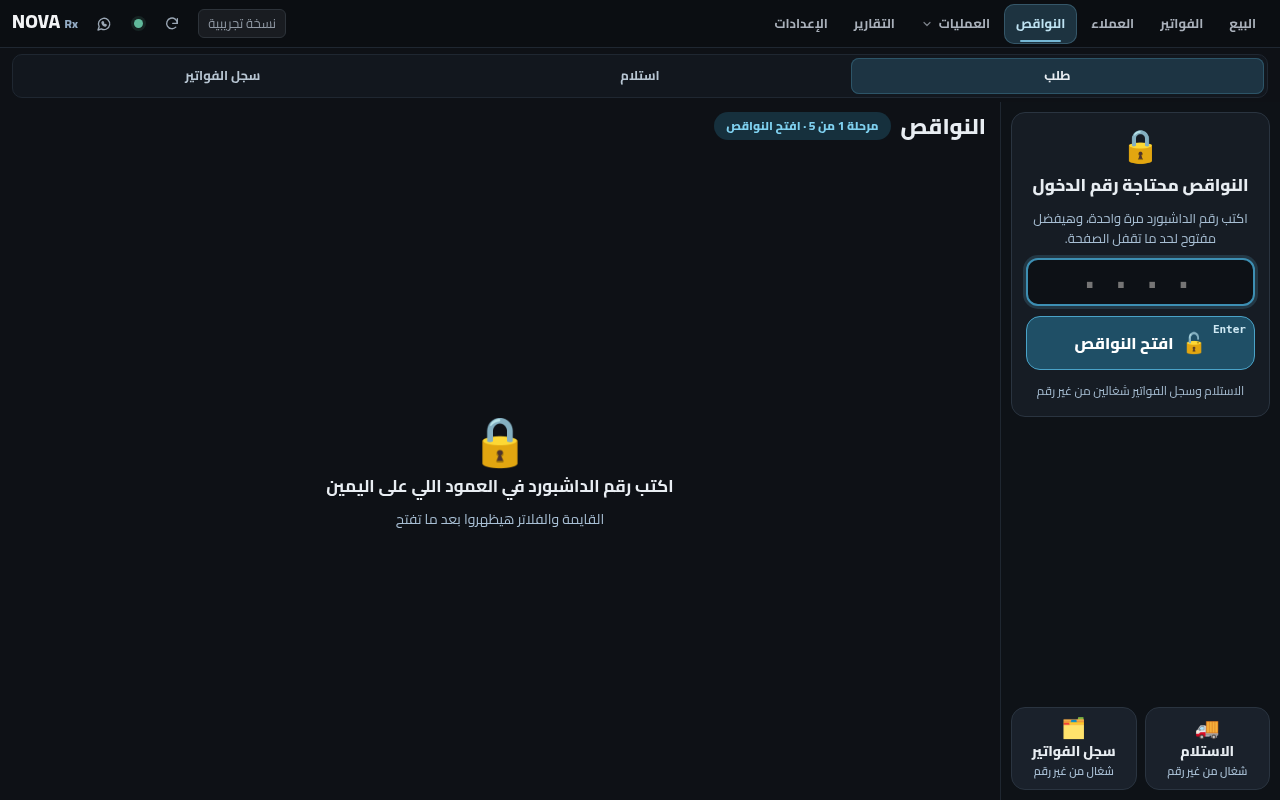 البيع
الفواتير
العملاء
النواقص
العمليات
التقارير
الإعدادات
نسخة تجريبية
NOVA Rx
طلب
استلام
سجل الفواتير
النواقص
مرحلة 1 من 5 · افتح النواقص
النواقص محتاجة رقم الدخول
اكتب رقم الداشبورد مرة واحدة، وهيفضل
مفتوح لحد ما تقفل الصفحة.
Enter
افتح النواقص
الاستلام وسجل الفواتير شغالين من غير رقم
اكتب رقم الداشبورد في العمود اللي على اليمين
القايمة والفلاتر هيظهروا بعد ما تفتح
الاستلام
شغال من غير رقم
سجل الفواتير
شغال من غير رقم